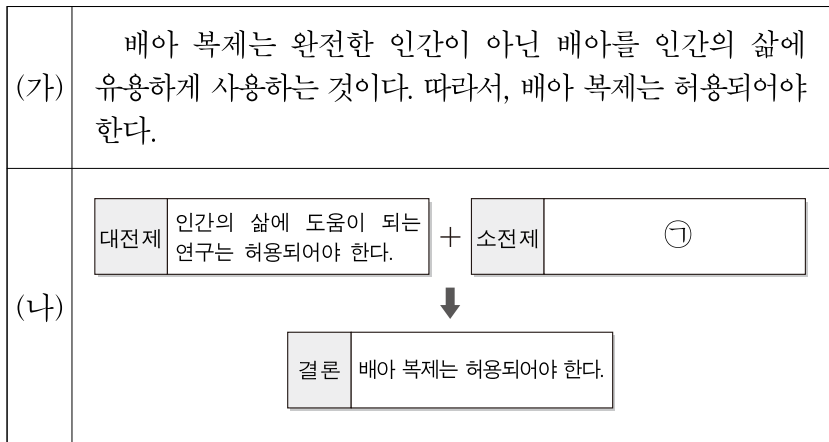 (가)
배아 복제는 완전한 인간이 아닌 배아를 인간의 삶에
유용하게 사용하는 것이다. 따라서, 배아 복제는 허용되어야
한다.
(나)
대전제
인간의 삶에 도움이 되는
연구는 허용되어야 한다.
+
소전제
㉠
결론
배아 복제는 허용되어야 한다.